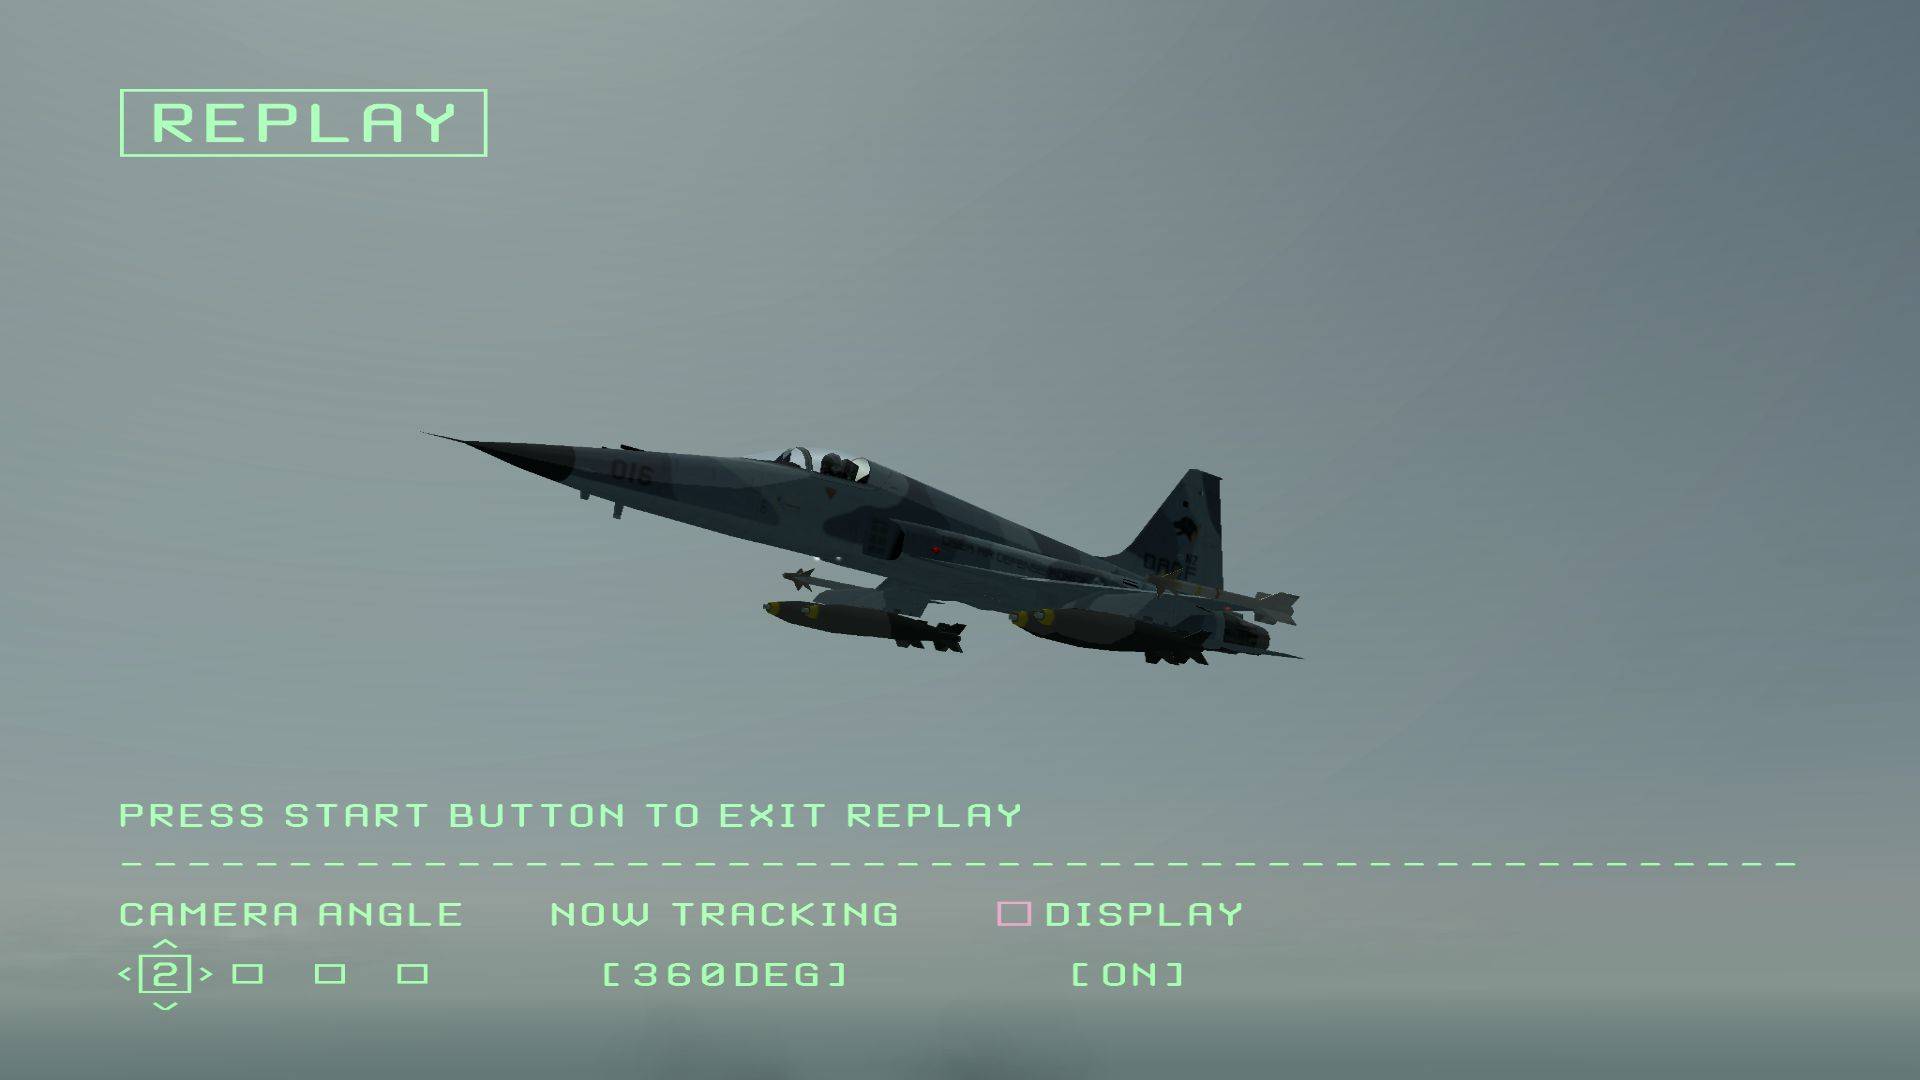 REPLAY
016
PRESS START BUTTON TO EXIT REPLAY
CAMERA ANGLE NOW TRACKING DISPLAY
2 [360DEG] [ON]